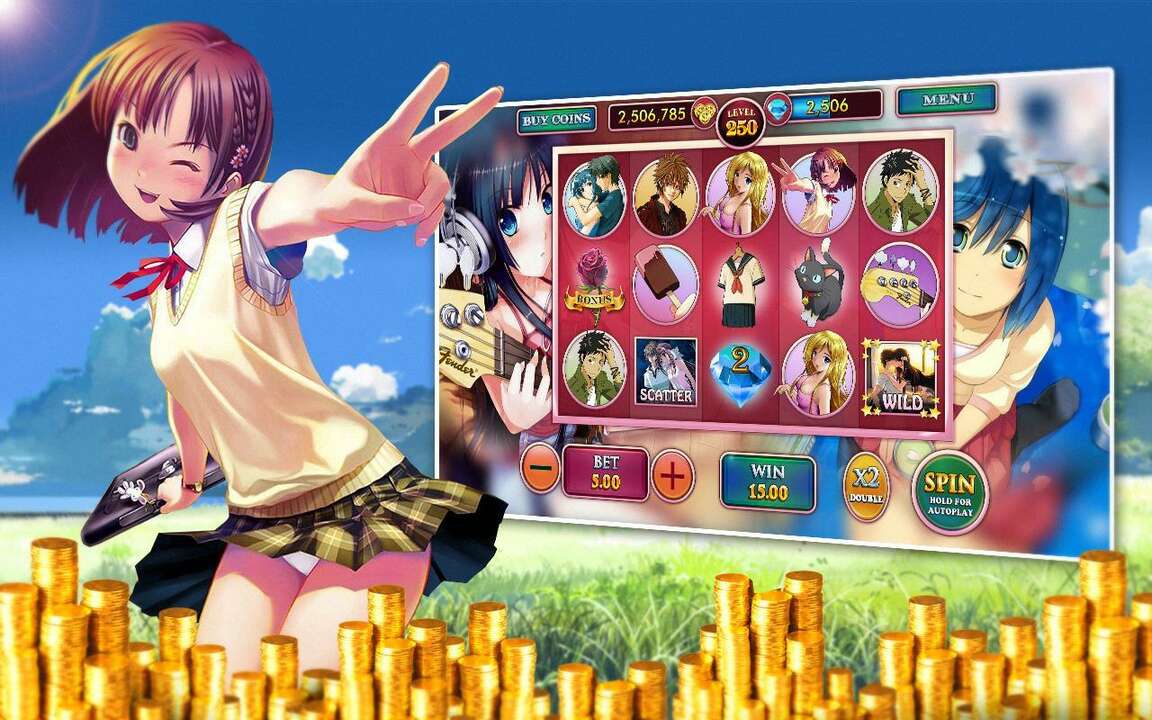 BUY COINS
2,506,785
LEVEL
250
2,506
MENU
BONUS
X2
Fender
SCATTER
2
WILD
BET
5.00
WIN
15.00
X2
DOUBLE
SPIN
HOLD FOR
AUTOPLAY